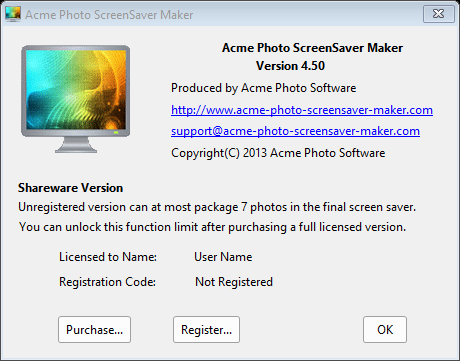 Acme Photo ScreenSaver Maker
Acme Photo ScreenSaver Maker
Version 4.50
Produced by Acme Photo Software
http://www.acme-photo-screensaver-maker.com
support@acme-photo-screensaver-maker.com
Copyright(C) 2013 Acme Photo Software
Shareware Version
Unregistered version can at most package 7 photos in the final screen saver.
You can unlock this function limit after purchasing a full licensed version.
Licensed to Name: User Name
Registration Code: Not Registered
Purchase... Register... OK